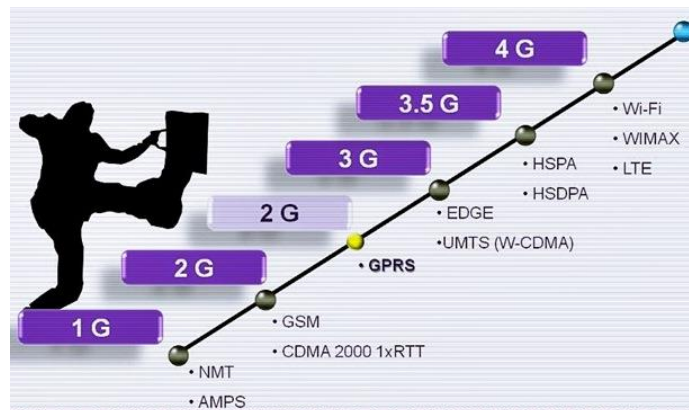 4 G
3.5 G
3 G
2 G
2 G
1 G
• Wi-Fi
• WIMAX
• LTE
• HSPA
• HSDPA
• EDGE
•UMTS (W-CDMA)
• GPRS
• GSM
• CDMA 2000 1xRTT
• NMT
• AMPS